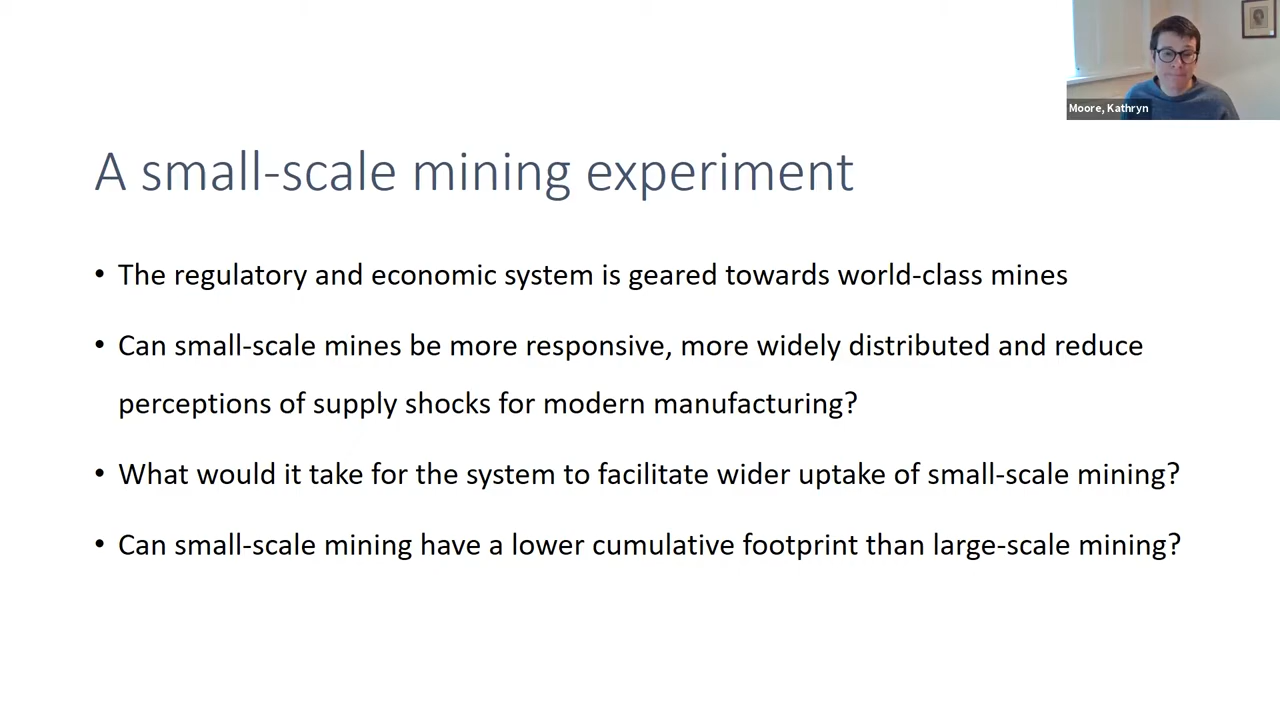 Moore, Kathryn
A small-scale mining experiment
• The regulatory and economic system is geared towards world-class mines
• Can small-scale mines be more responsive, more widely distributed and reduce
perceptions of supply shocks for modern manufacturing?
• What would it take for the system to facilitate wider uptake of small-scale mining?
• Can small-scale mining have a lower cumulative footprint than large-scale mining?